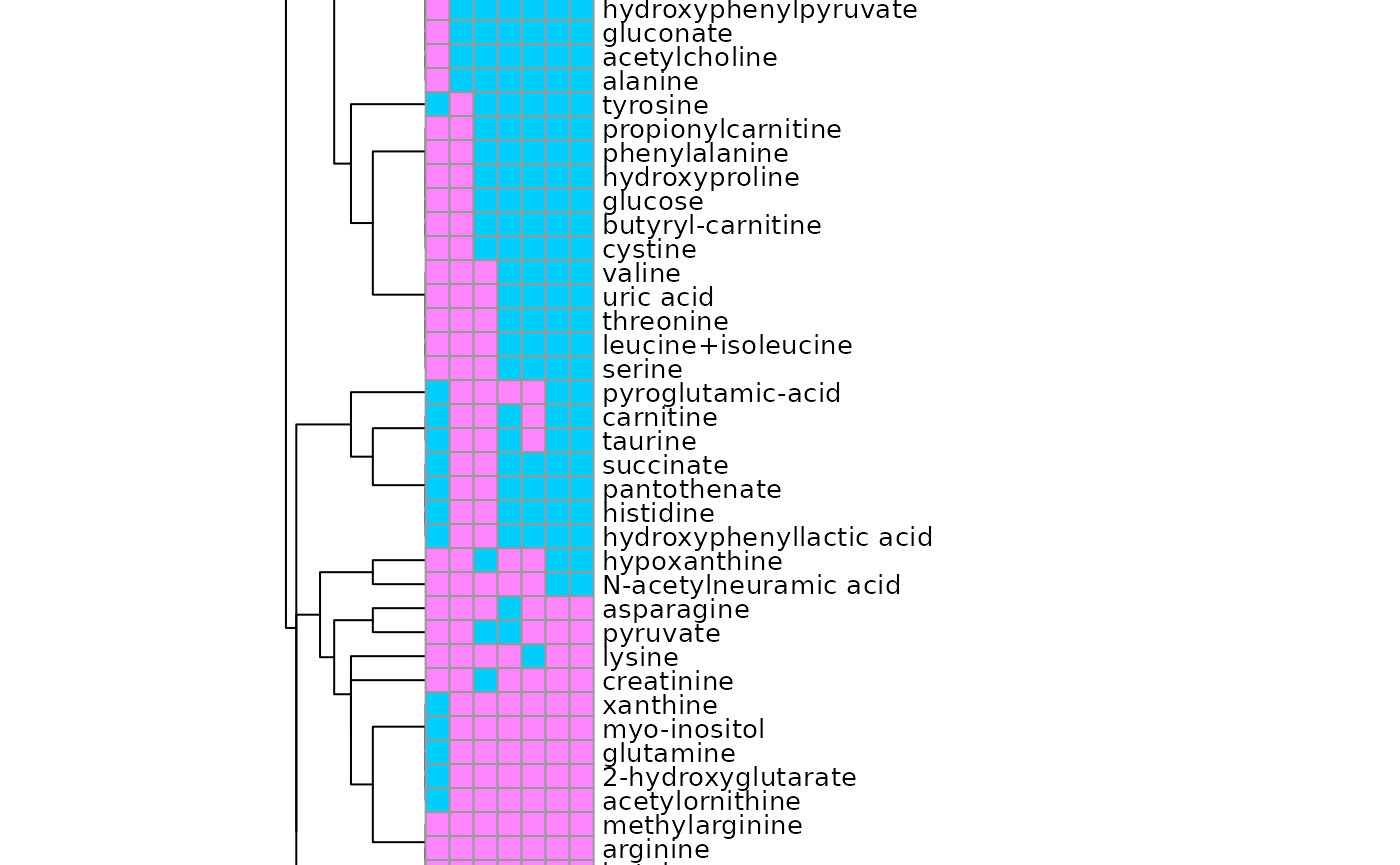 hydroxyphenylpyruvate
gluconate
acetylcholine
alanine
tyrosine
propionylcarnitine
phenylalanine
hydroxyproline
glucose
butyryl-carnitine
cystine
valine
uric acid
threonine
leucine+isoleucine
serine
pyroglutamic-acid
carnitine
taurine
succinate
pantothenate
histidine
hydroxyphenyllactic acid
hypoxanthine
N-acetylneuramic acid
asparagine
pyruvate
lysine
creatinine
xanthine
myo-inositol
glutamine
2-hydroxyglutarate
acetylornithine
methylarginine
arginine